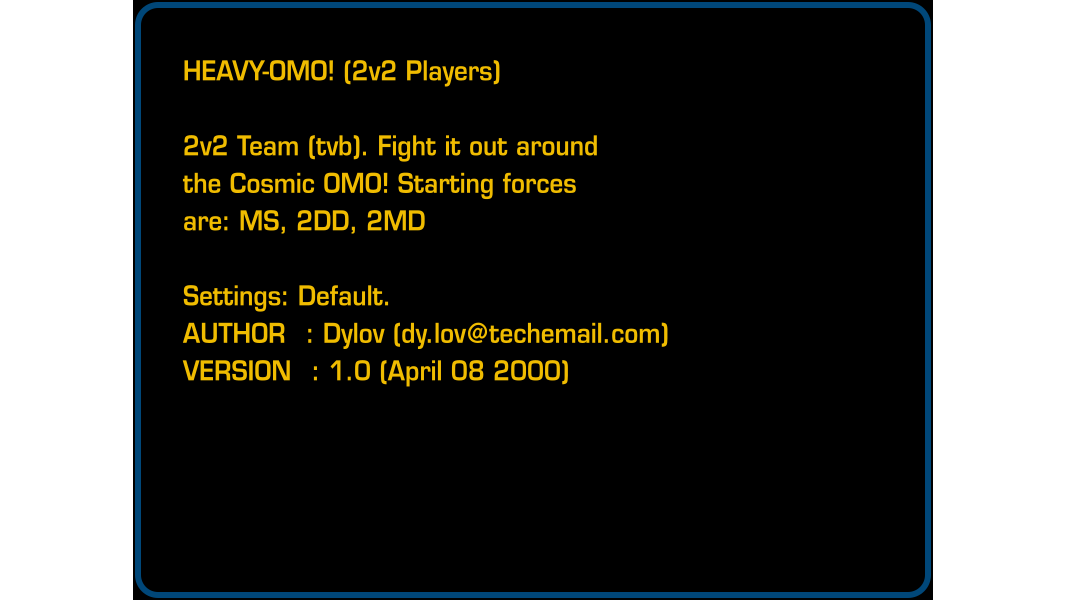 HEAVY-OMO! (2v2 Players)
2v2 Team (tvb). Fight it out around
the Cosmic OMO! Starting forces
are: MS, 2DD, 2MD
Settings: Default.
AUTHOR : Dylov (dy.lov@techemail.com)
VERSION : 1.0 (April 08 2000)